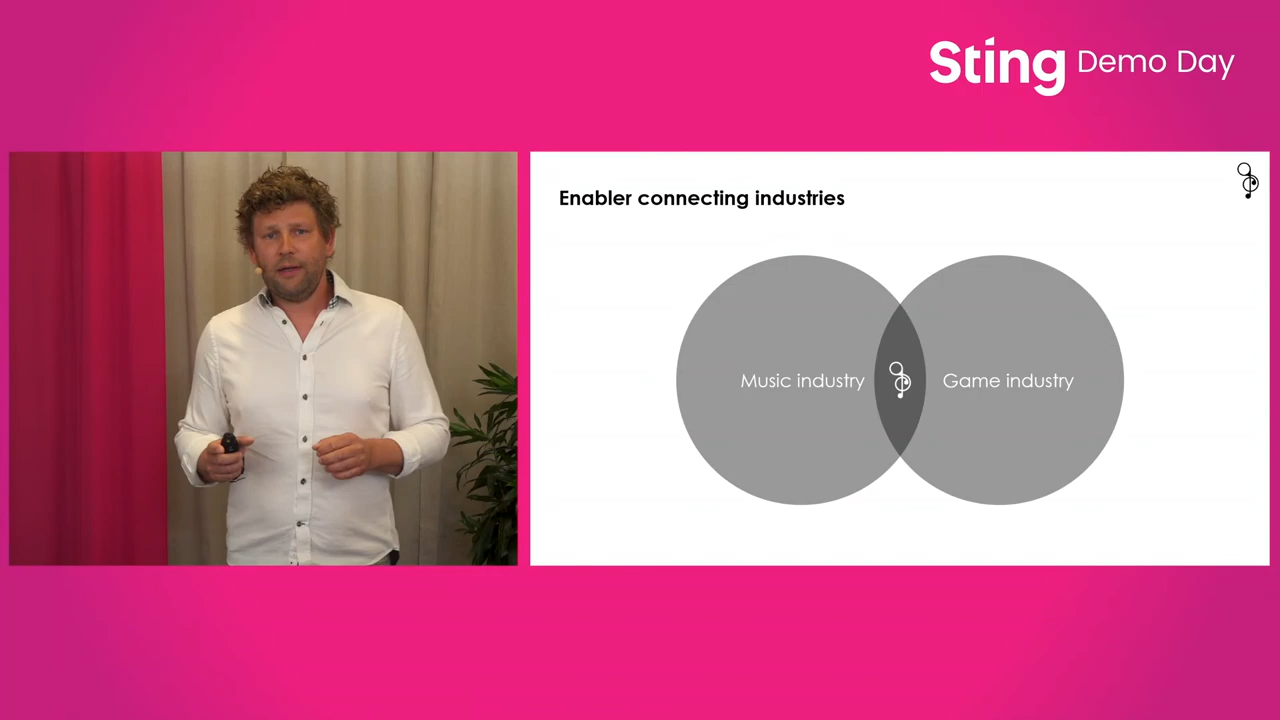 Sting Demo Day
Enabler connecting industries
Music industry
Game industry